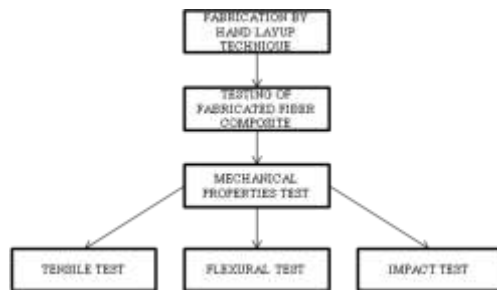 FABRICATION BY
HAND LAYUP
TECHNIQUE
TESTING OF
FABRICATED FIBER
COMPOSITE
MECHANICAL
PROPERTIES TEST
TENSILE TEST
FLEXURAL TEST
IMPACT TEST